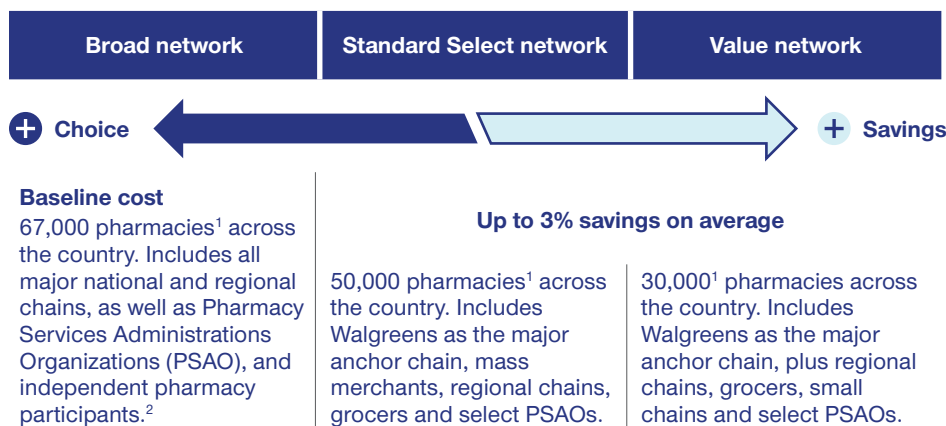 Broad network
Standard Select network
Value network
+ Choice
+ Savings
Baseline cost
67,000 pharmacies¹ across
the country. Includes all
major national and regional
chains, as well as Pharmacy
Services Administrations
Organizations (PSAO), and
independent pharmacy
participants.²
Up to 3% savings on average
50,000 pharmacies¹ across
the country. Includes
Walgreens as the major
anchor chain, mass
merchants, regional chains,
grocers and select PSAOs.
30,000¹ pharmacies across
the country. Includes
Walgreens as the major
anchor chain, plus regional
chains, grocers, small
chains and select PSAOs.